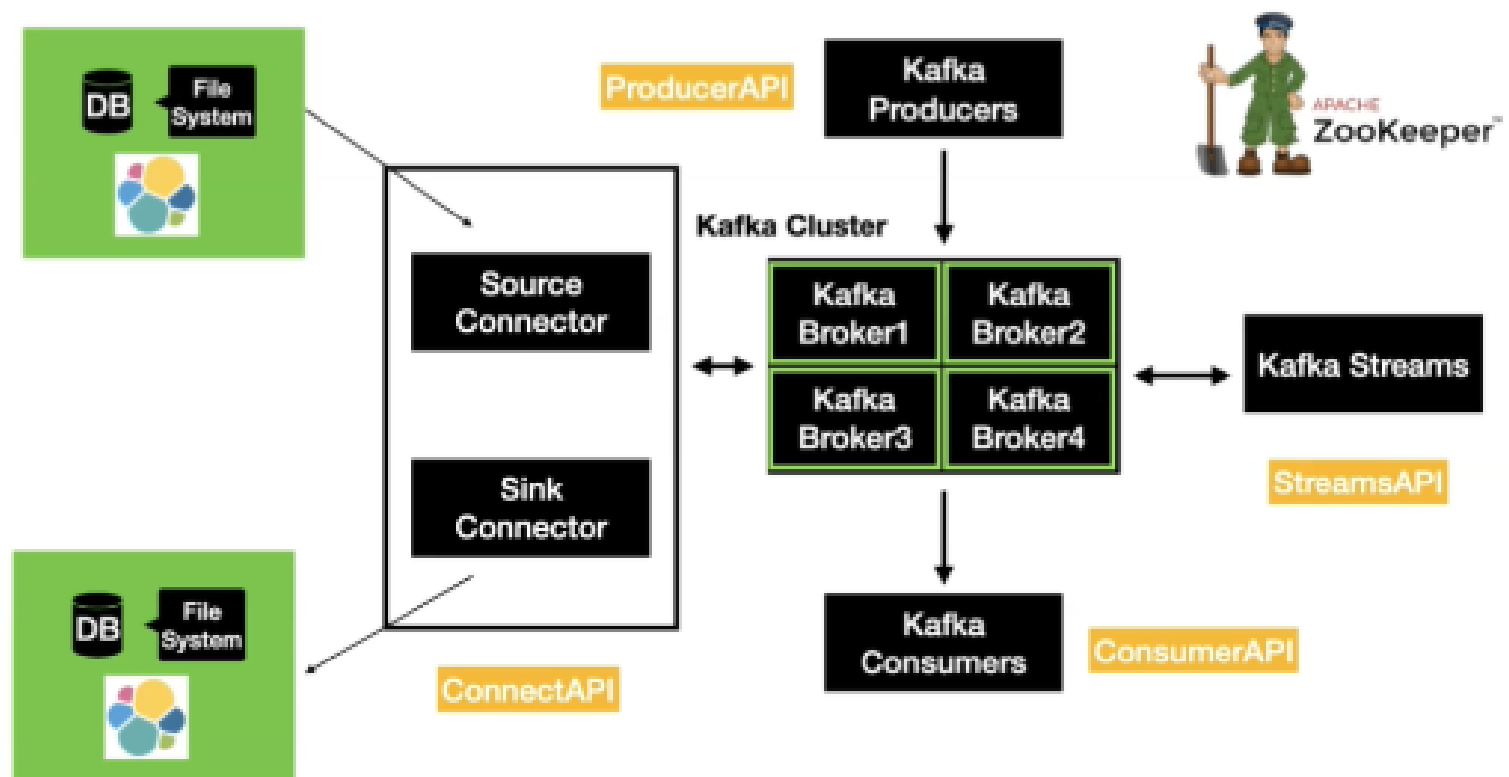 DB
File
System
ProducerAPI
Kafka
Producers
APACHE
ZooKeeper™
Kafka Cluster
Source
Connector
Sink
Connector
Kafka
Broker1
Kafka
Broker2
Kafka
Broker3
Kafka
Broker4
Kafka Streams
StreamsAPI
DB
File
System
ConnectAPI
Kafka
Consumers
ConsumerAPI